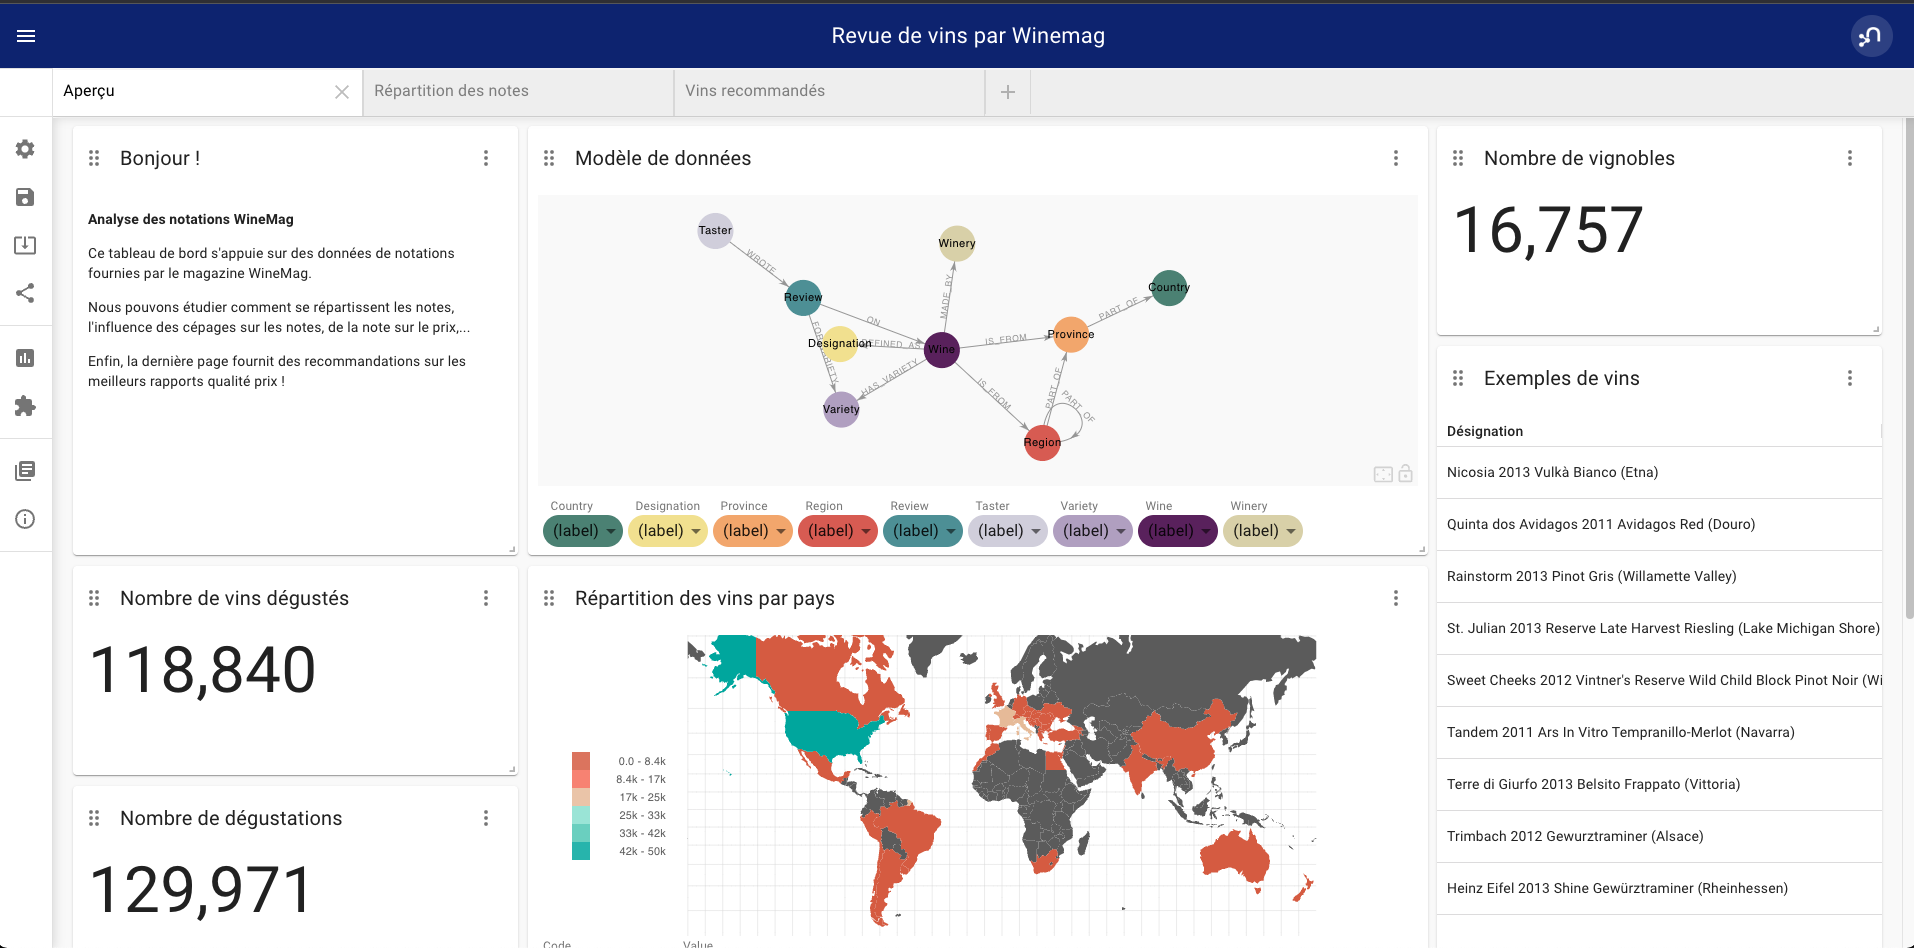 Revue de vins par Winemag
Aperçu
Répartition des notes
Vins recommandés
Bonjour !
Analyse des notations WineMag
Ce tableau de bord s'appuie sur des données de notations
fournies par le magazine WineMag.
Nous pouvons étudier comment se répartissent les notes,
l'influence des cépages sur les notes, de la note sur le prix,...
Enfin, la dernière page fournit des recommandations sur les
meilleurs rapports qualité prix !
Modèle de données
Taster
WROTE
Winery
Review
MADE_BY
Country
PART_OF
ON
Province
Designation
DEFINED_AS
Wine
IS_FROM
FOR_VARIETY
HAS_VARIETY
IS_FROM
PART_OF
PART_OF
Variety
Region
Country
Designation
Province
Region
Review
Taster
Variety
Wine
Winery
(label)
(label)
(label)
(label)
(label)
(label)
(label)
(label)
(label)
Nombre de vignobles
16,757
Exemples de vins
Désignation
Nicosia 2013 Vulkà Bianco (Etna)
Quinta dos Avidagos 2011 Avidagos Red (Douro)
Rainstorm 2013 Pinot Gris (Willamette Valley)
St. Julian 2013 Reserve Late Harvest Riesling (Lake Michigan Shore)
Sweet Cheeks 2012 Vintner's Reserve Wild Child Block Pinot Noir (Wi
Tandem 2011 Ars In Vitro Tempranillo-Merlot (Navarra)
Terre di Giurfo 2013 Belsito Frappato (Vittoria)
Trimbach 2012 Gewurztraminer (Alsace)
Heinz Eifel 2013 Shine Gewürztraminer (Rheinhessen)
Nombre de vins dégustés
118,840
Nombre de dégustations
129,971
Répartition des vins par pays
0.0 - 8.4k
8.4k - 17k
17k - 25k
25k - 33k
33k - 42k
42k - 50k
Code
Value